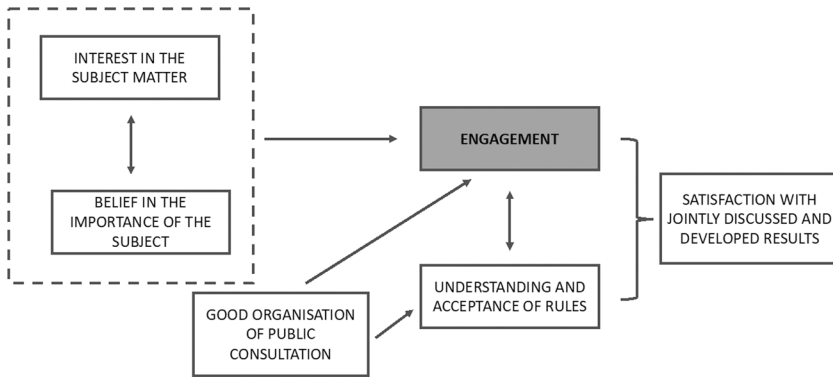 INTEREST IN THE
SUBJECT MATTER
BELIEF IN THE
IMPORTANCE OF THE
SUBJECT
GOOD ORGANISATION
OF PUBLIC
CONSULTATION
ENGAGEMENT
UNDERSTANDING AND
ACCEPTANCE OF RULES
SATISFACTION WITH
JOINTLY DISCUSSED AND
DEVELOPED RESULTS